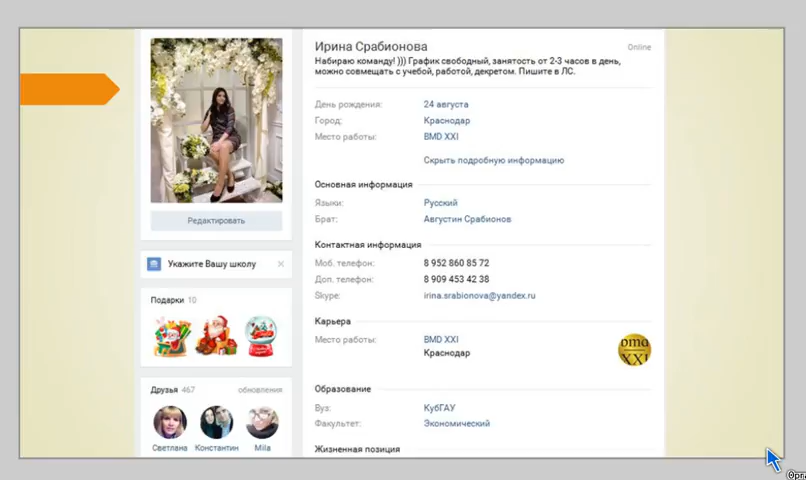 Ирина Срабионова
Online
Набираю команду! ))) График свободный, занятость от 2-3 часов в день,
можно совмещать с учебой, работой, декретом. Пишите в ЛС.
День рождения: 24 августа
Город: Краснодар
Место работы: BMD XXI
Скрыть подробную информацию
Основная информация
Языки: Русский
Брат: Августин Срабионов
Контактная информация
Моб. телефон: 8 952 860 85 72
Доп. телефон: 8 909 453 42 38
Skype: irina.srabionova@yandex.ru
Карьера
Место работы: BMD XXI
Краснодар
bmd
XXI
Образование
Вуз: КубГАУ
Факультет: Экономический
Жизненная позиция
Редактировать
Укажите Вашу школу
Подарки 10
Друзья 467 обновления
Светлана Константин Mila